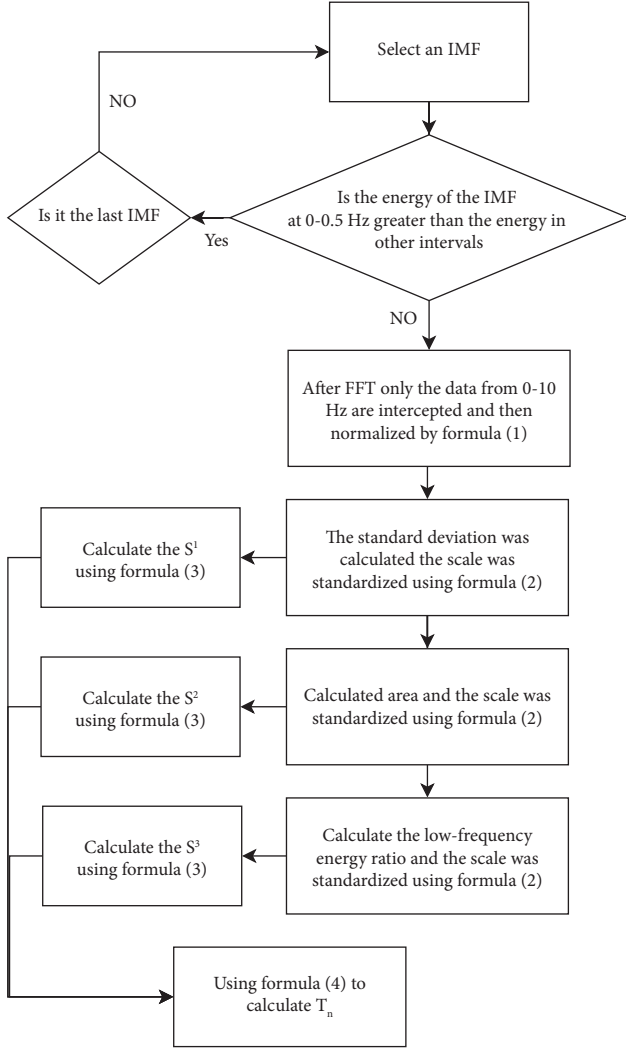 Select an IMF
NO
Is the energy of the IMF
at 0-0.5 Hz greater than the energy in
other intervals
Is it the last IMF
Yes
NO
After FFT only the data from 0-10
Hz are intercepted and then
normalized by formula (1)
The standard deviation was
calculated the scale was
standardized using formula (2)
Calculate the S¹
using formula (3)
Calculated area and the scale was
standardized using formula (2)
Calculate the S²
using formula (3)
Calculate the low-frequency
energy ratio and the scale was
standardized using formula (2)
Calculate the S³
using formula (3)
Using formula (4) to
calculate Tₙ